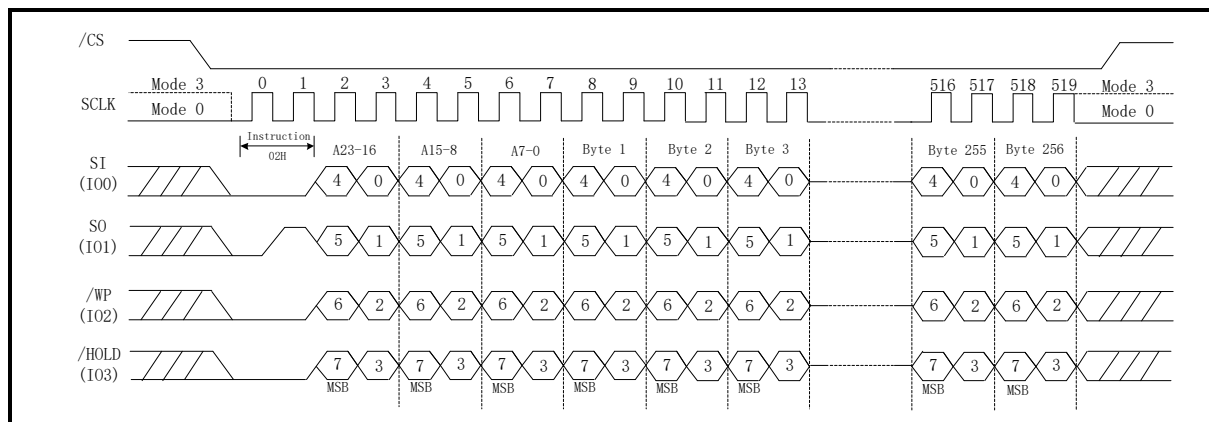 /CS
Mode 3 0 1 2 3 4 5 6 7 8 9 10 11 12 13 516 517 518 519 Mode 3
SCLK
Mode 0 Mode 0
Instruction
02H
A23-16 A15-8 A7-0 Byte 1 Byte 2 Byte 3 Byte 255 Byte 256
SI
(IO0)
4 0 4 0 4 0 4 0 4 0 4 0 4 0 4 0
SO
(IO1)
5 1 5 1 5 1 5 1 5 1 5 1 5 1 5 1
/WP
(IO2)
6 2 6 2 6 2 6 2 6 2 6 2 6 2 6 2
/HOLD
(IO3)
7 3 7 3 7 3 7 3 7 3 7 3 7 3 7 3
MSB MSB MSB MSB MSB MSB MSB MSB